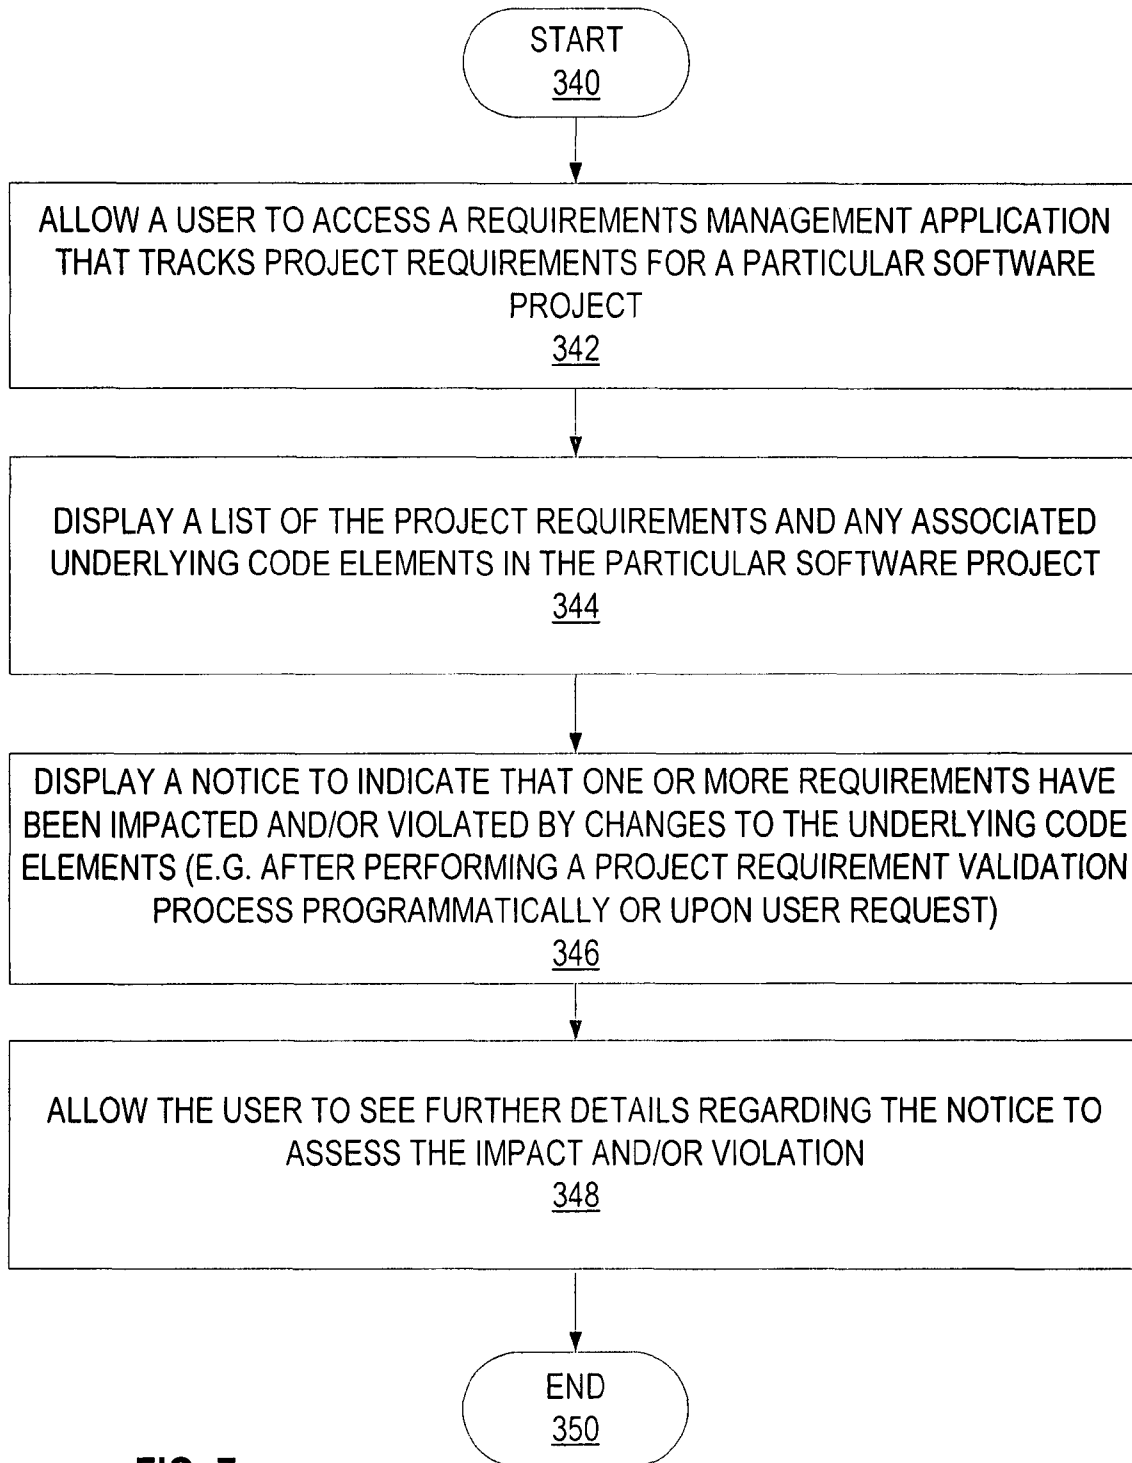 START
340
ALLOW A USER TO ACCESS A REQUIREMENTS MANAGEMENT APPLICATION
THAT TRACKS PROJECT REQUIREMENTS FOR A PARTICULAR SOFTWARE
PROJECT
342
DISPLAY A LIST OF THE PROJECT REQUIREMENTS AND ANY ASSOCIATED
UNDERLYING CODE ELEMENTS IN THE PARTICULAR SOFTWARE PROJECT
344
DISPLAY A NOTICE TO INDICATE THAT ONE OR MORE REQUIREMENTS HAVE
BEEN IMPACTED AND/OR VIOLATED BY CHANGES TO THE UNDERLYING CODE
ELEMENTS (E.G. AFTER PERFORMING A PROJECT REQUIREMENT VALIDATION
PROCESS PROGRAMMATICALLY OR UPON USER REQUEST)
346
ALLOW THE USER TO SEE FURTHER DETAILS REGARDING THE NOTICE TO
ASSESS THE IMPACT AND/OR VIOLATION
348
END
350